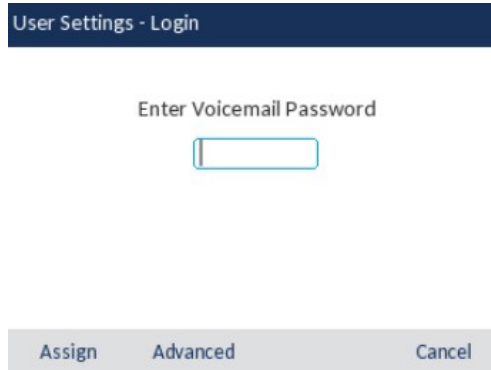 User Settings - Login
Enter Voicemail Password
Assign Advanced Cancel